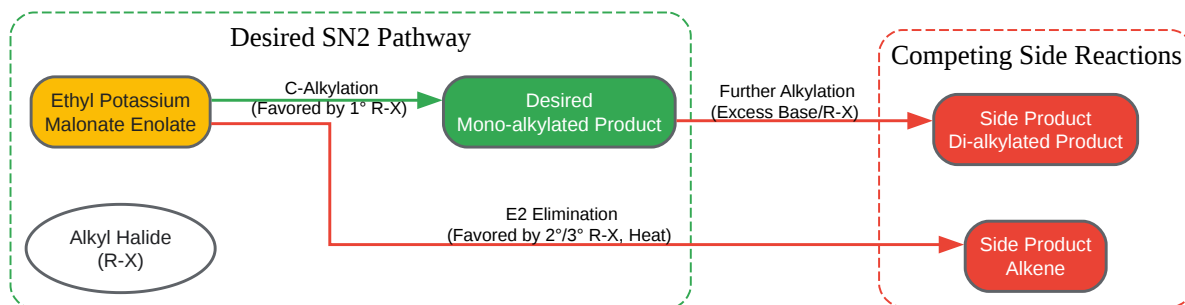 Desired SN2 Pathway
Competing Side Reactions
Ethyl Potassium
Malonate Enolate
C-Alkylation
(Favored by 1° R-X)
Desired
Mono-alkylated Product
Further Alkylation
(Excess Base/R-X)
Side Product
Di-alkylated Product
Alkyl Halide
(R-X)
E2 Elimination
(Favored by 2°/3° R-X, Heat)
Side Product
Alkene